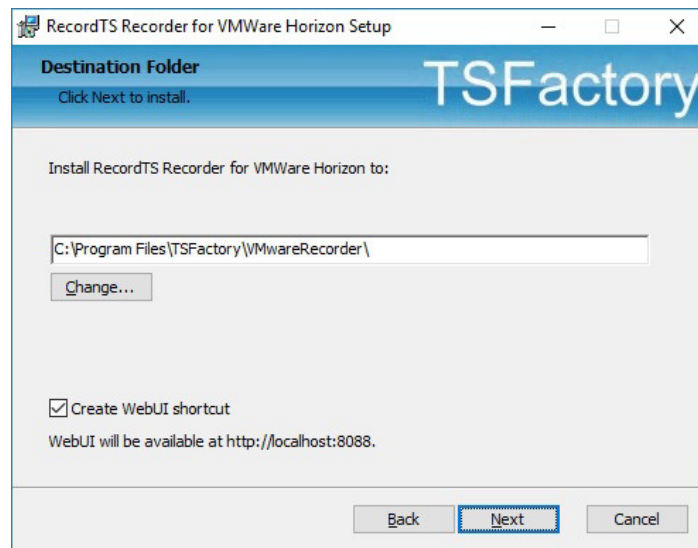 RecordTS Recorder for VMWare Horizon Setup
Destination Folder
TSFactory
Click Next to install.
Install RecordTS Recorder for VMWare Horizon to:
C:\Program Files\TSFactory\VMwareRecorder\
Change...
Create WebUI shortcut
WebUI will be available at http://localhost:8088.
Back Next Cancel